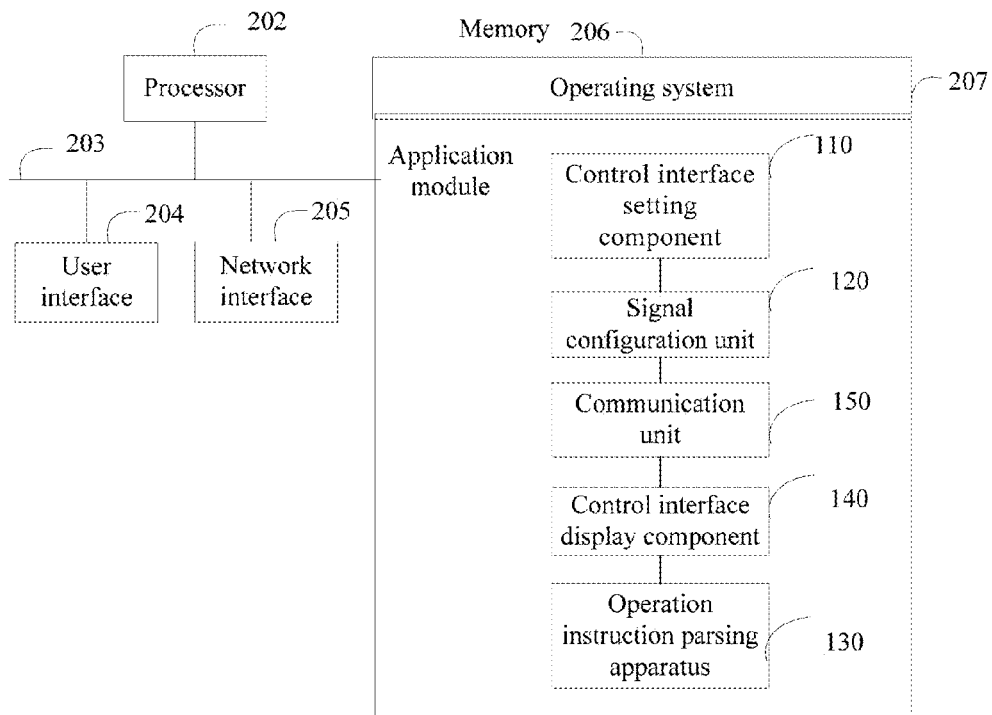 202
Memory 206
Processor
Operating system
207
203
Application
module
110
Control interface
setting
component
204
205
User
interface
Network
interface
120
Signal
configuration unit
150
Communication
unit
140
Control interface
display component
Operation
instruction parsing
apparatus
130